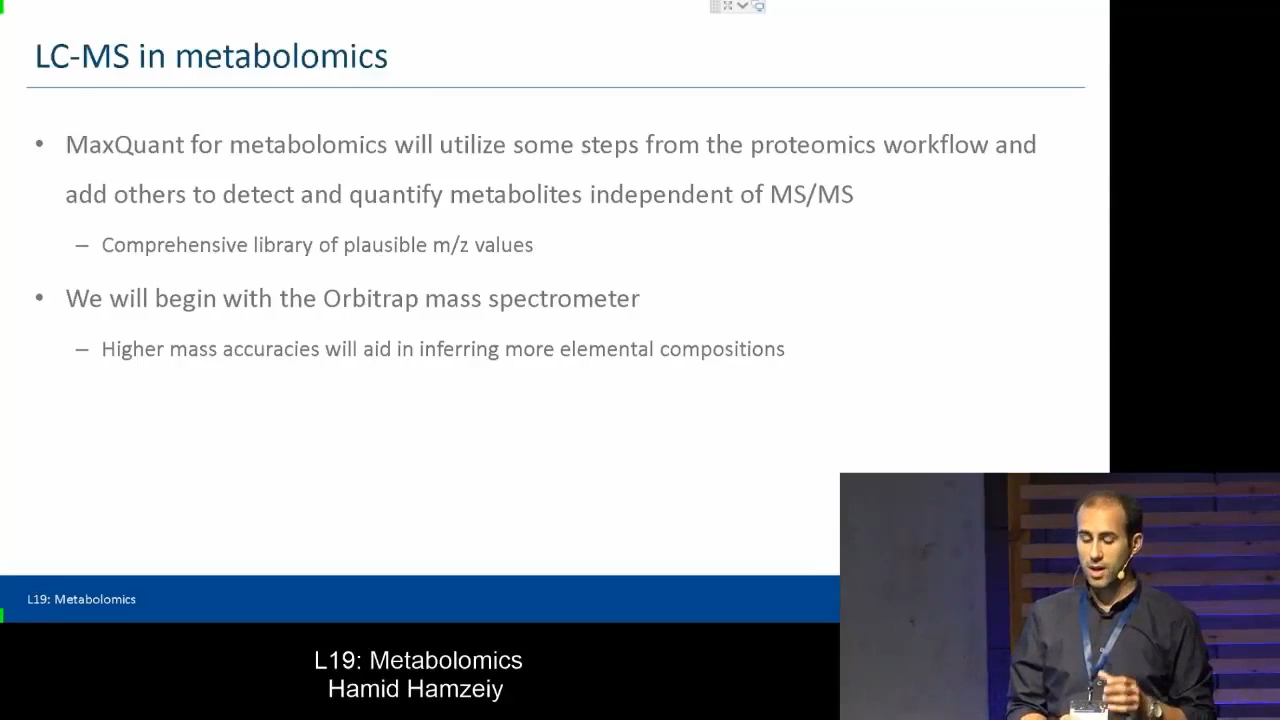 LC-MS in metabolomics
• MaxQuant for metabolomics will utilize some steps from the proteomics workflow and
add others to detect and quantify metabolites independent of MS/MS
– Comprehensive library of plausible m/z values
• We will begin with the Orbitrap mass spectrometer
– Higher mass accuracies will aid in inferring more elemental compositions
L19: Metabolomics
L19: Metabolomics
Hamid Hamzeiy